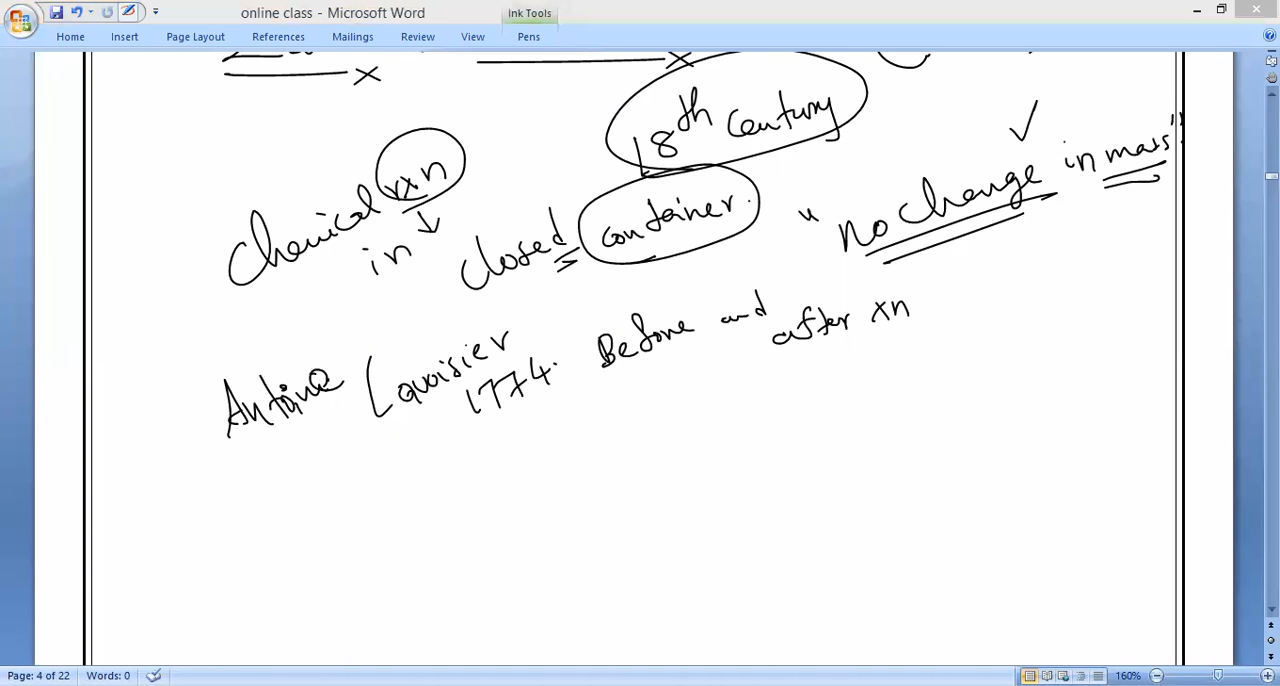 online class - Microsoft Word
Ink Tools
Home Insert Page Layout References Mailings Review View Pens
18th century
chemical rxn
in closed container. "no change in mass"
Antoine Lavoisier
1774. Before and after xn
Page: 4 of 22 Words: 0 160%